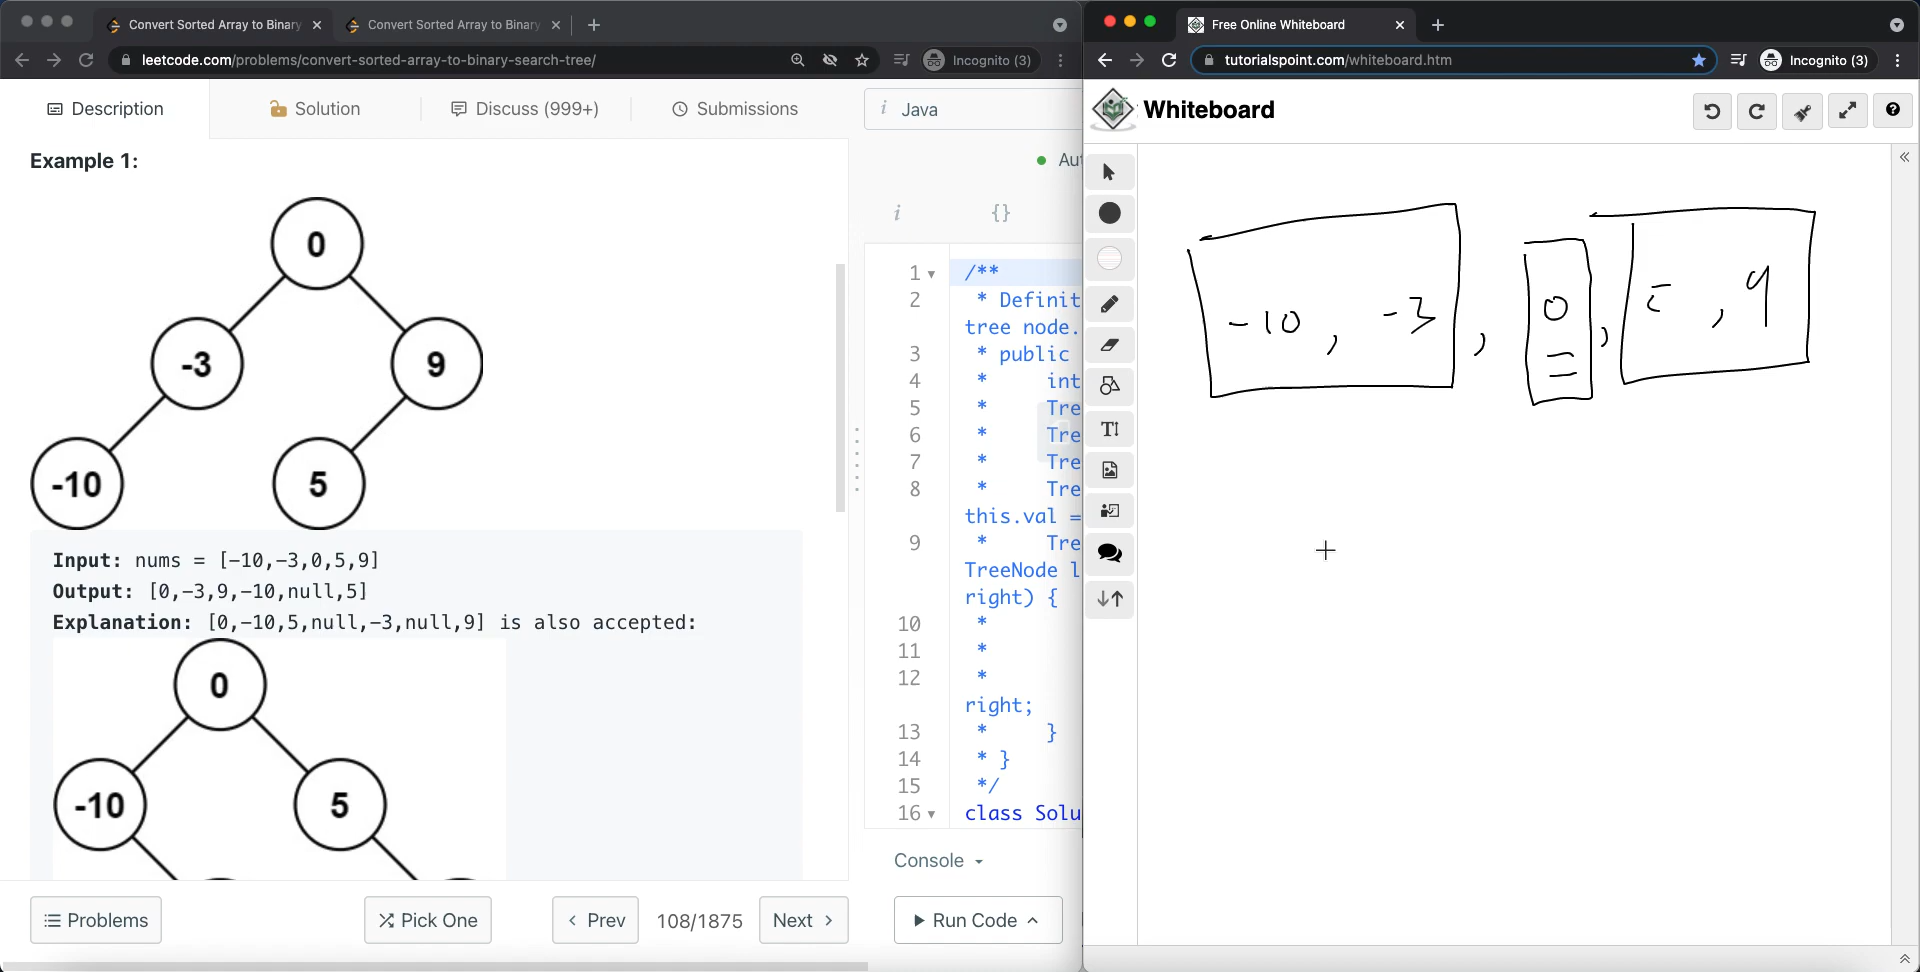 Convert Sorted Array to Binary
Convert Sorted Array to Binary
leetcode.com/problems/convert-sorted-array-to-binary-search-tree/
Incognito (3)
Description
Solution
Discuss (999+)
Submissions
Example 1:
0
-3
9
-10
5
Input: nums = [-10,-3,0,5,9]
Output: [0,-3,9,-10,null,5]
Explanation: [0,-10,5,null,-3,null,9] is also accepted:
0
-10
5
Problems
Pick One
Prev
108/1875
Next
i Java
i
{}
1 /**
2 * Definit
tree node.
3 * public
4 * int
5 * Tre
6 * Tre
7 * Tre
8 * Tre
this.val =
9 * Tre
TreeNode l
right) {
10 *
11 *
12 *
right;
13 * }
14 * }
15 */
16 class Solu
Console
Run Code
Free Online Whiteboard
tutorialspoint.com/whiteboard.htm
Incognito (3)
Whiteboard
-10, -3, 0, 5, 9